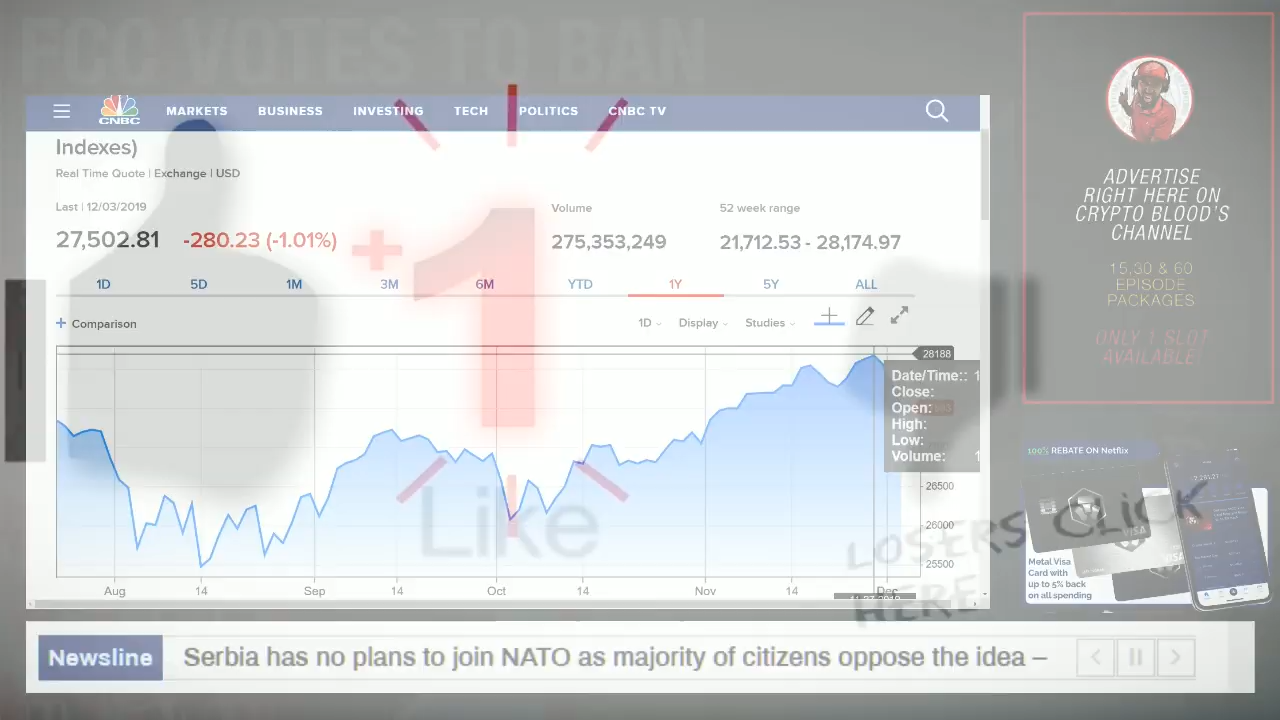 FCC VOTES TO BAN
CNBC
MARKETS BUSINESS INVESTING TECH POLITICS CNBC TV
Indexes)
Real Time Quote | Exchange | USD
Last | 12/03/2019
27,502.81 -280.23 (-1.01%)
Volume
275,353,249
52 week range
21,712.53 - 28,174.97
1D 5D 1M 3M 6M YTD 1Y 5Y ALL
+ Comparison
1D Display Studies
+1
Like
28188
Date/Time:: 1
Close:
Open:
High:
Low:
Volume: 1
26500
26000
25500
Aug 14 Sep 14 Oct 14 Nov 14 Dec
ADVERTISE
RIGHT HERE ON
CRYPTO BLOOD'S
CHANNEL
15,30 & 60
EPISODE
PACKAGES
ONLY 1 SLOT
AVAILABLE!
100% REBATE ON Netflix
VISA
Metal Visa
Card with
up to 5% back
on all spending
LOSERS CLICK
HERE
Newsline
Serbia has no plans to join NATO as majority of citizens oppose the idea –